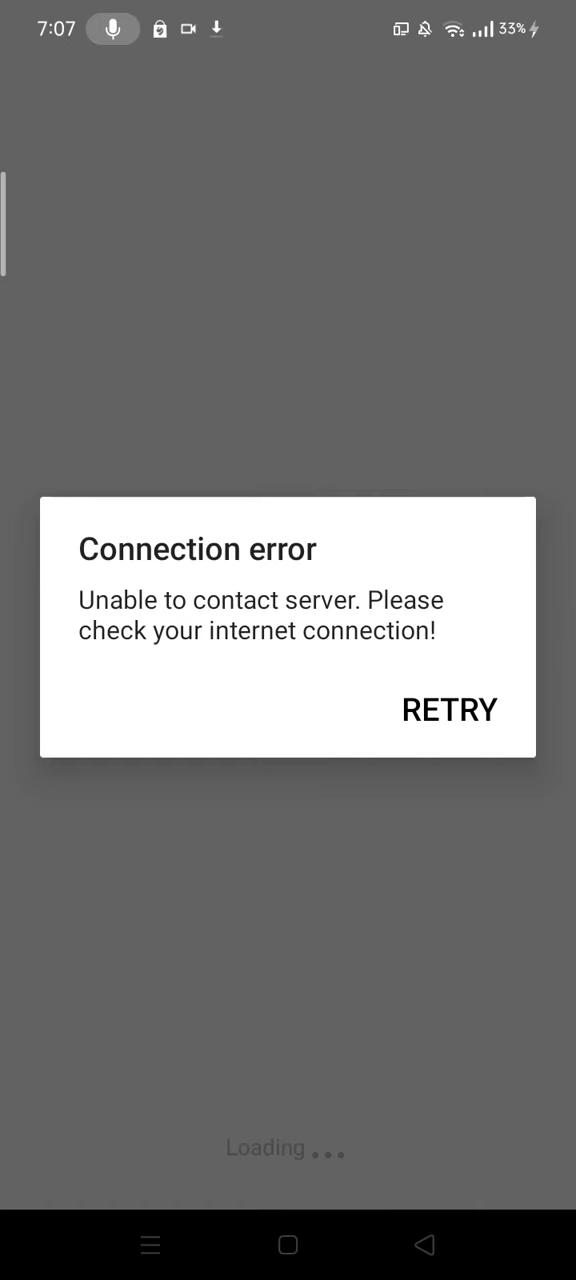 7:07
33%
Connection error
Unable to contact server. Please
check your internet connection!
RETRY
Loading...